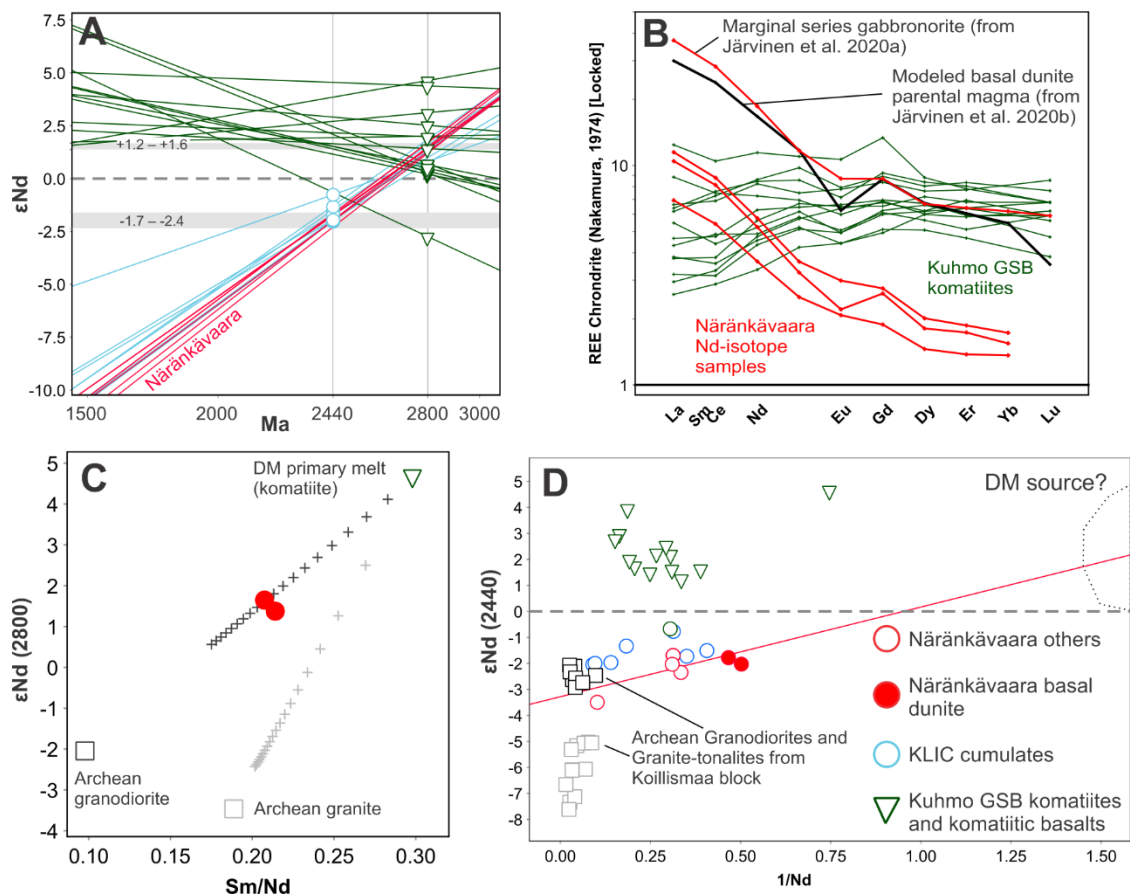 A
7.5
5.0
2.5
0.0
-2.5
-5.0
-7.5
-10.0
εNd
+1.2 – +1.6
-1.7 – -2.4
Näränkävaara
1500
2000
2440
2800
3000
Ma
B
REE Chrondrite (Nakamura, 1974) [Locked]
10
1
Marginal series gabbronorite (from
Järvinen et al. 2020a)
Modeled basal dunite
parental magma (from
Järvinen et al. 2020b)
Kuhmo GSB
komatiites
Näränkävaara
Nd-isotope
samples
La
Sm
Ce
Nd
Eu
Gd
Dy
Er
Yb
Lu
C
5
4
3
2
1
0
-1
-2
-3
-4
εNd (2800)
DM primary melt
(komatiite)
Archean
granodiorite
Archean granite
0.10
0.20
0.30
Sm/Nd
D
5
4
3
2
1
0
-1
-2
-3
-4
-5
-6
-7
-8
εNd (2440)
DM source?
Archean Granodiorites and
Granite-tonalites from
Koillismaa block
Näränkävaara others
Näränkävaara basal
dunite
KLIC cumulates
Kuhmo GSB komatiites
and komatiitic basalts
0.00
0.25
0.50
0.75
1.00
1.25
1.50
1/Nd